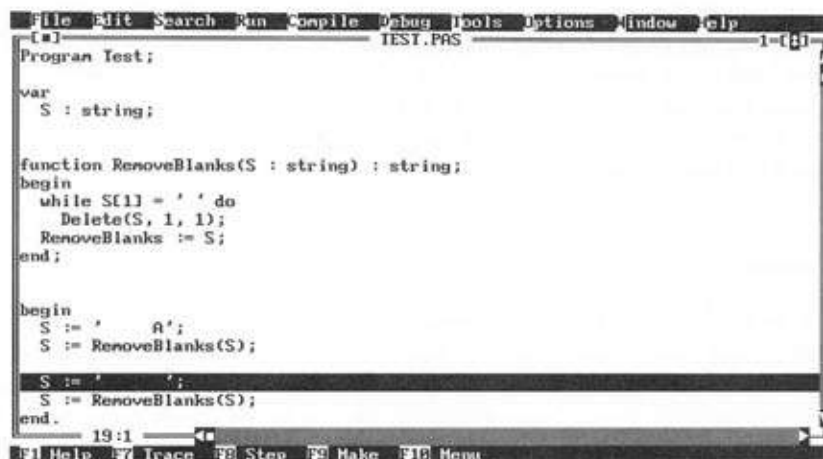 File Edit Search Run Compile Debug Tools Options Window Help
[■] TEST.PAS 1=[↕]
Program Test;
var
S : string;
function RemoveBlanks(S : string) : string;
begin
while S[1] = ' ' do
Delete(S, 1, 1);
RemoveBlanks := S;
end;
begin
S := '     A';
S := RemoveBlanks(S);
S := '      ';
S := RemoveBlanks(S);
end.
19:1
F1 Help F7 Trace F8 Step F9 Make F10 Menu